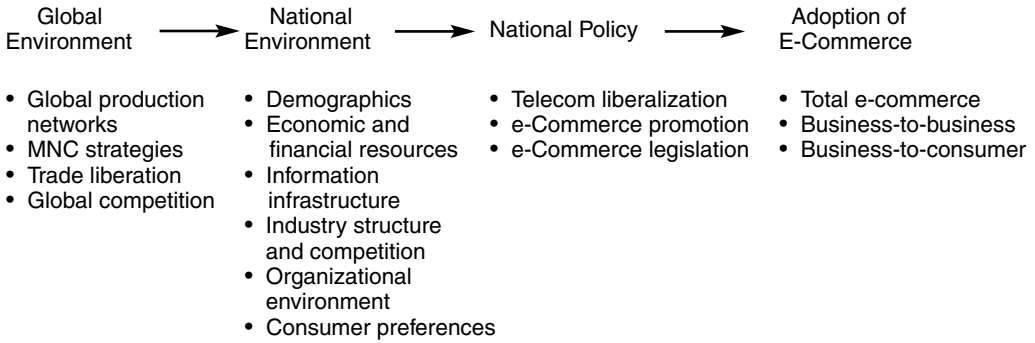 Global
Environment
National
Environment
National Policy
Adoption of
E-Commerce
• Global production
networks
• MNC strategies
• Trade liberation
• Global competition
• Demographics
• Economic and
financial resources
• Information
infrastructure
• Industry structure
and competition
• Organizational
environment
• Consumer preferences
• Telecom liberalization
• e-Commerce promotion
• e-Commerce legislation
• Total e-commerce
• Business-to-business
• Business-to-consumer